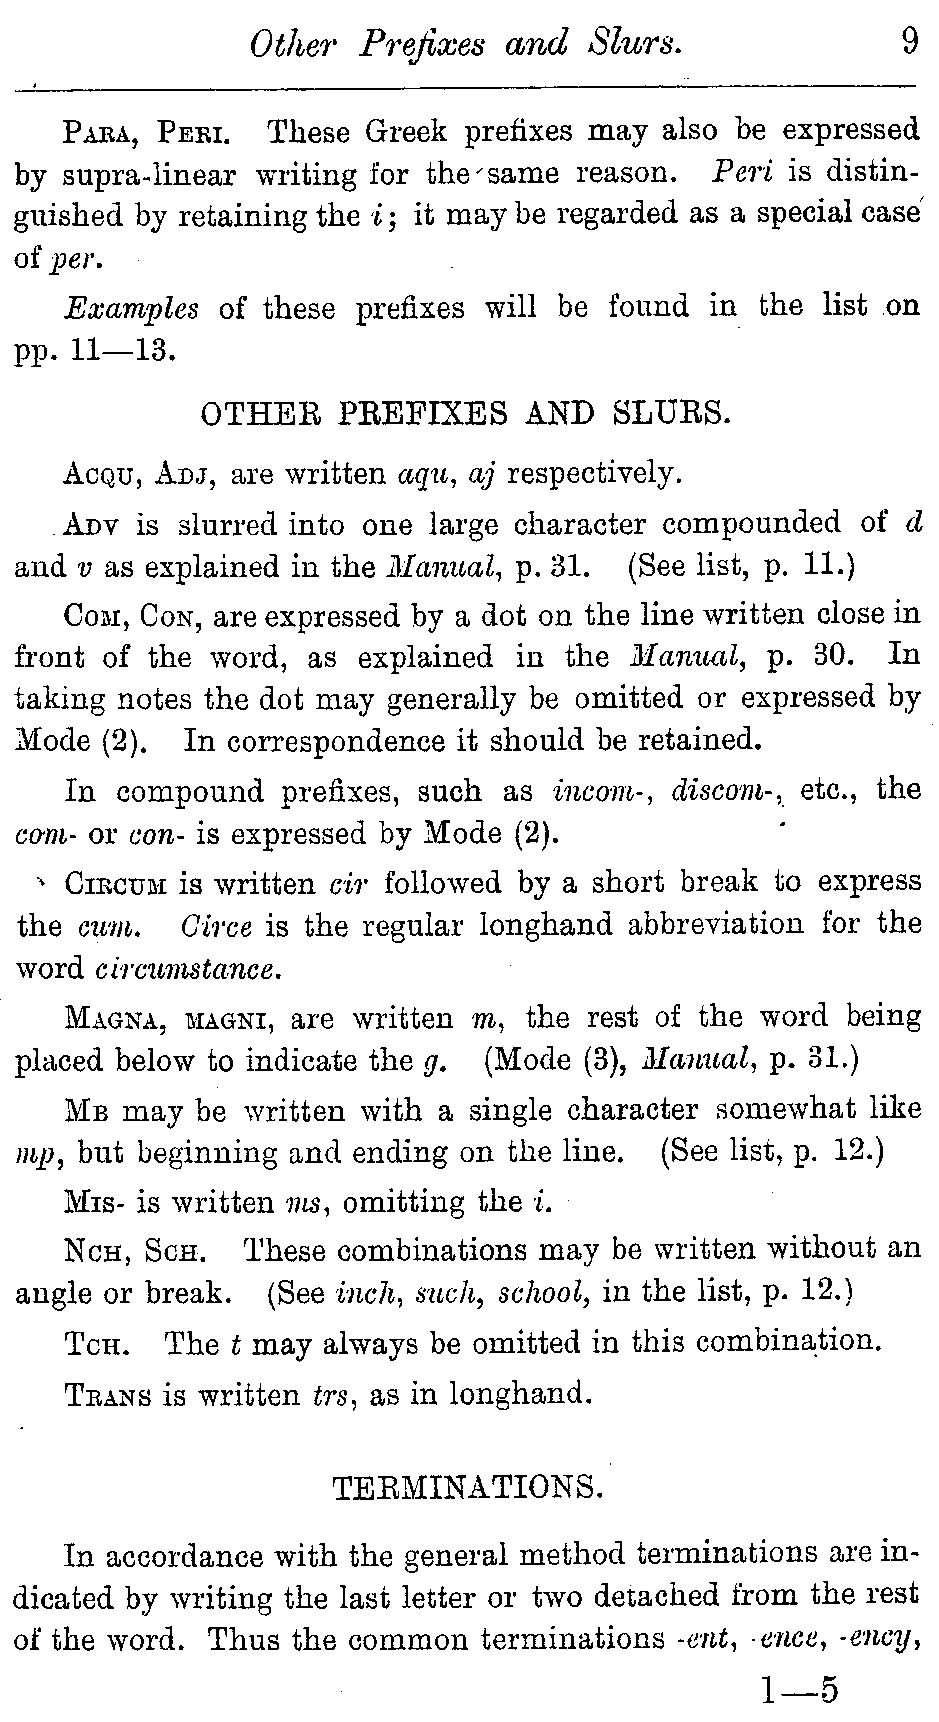 Other Prefixes and Slurs. 9
PARA, PERI. These Greek prefixes may also be expressed
by supra-linear writing for the same reason. Peri is distin-
guished by retaining the i; it may be regarded as a special case
of per.
Examples of these prefixes will be found in the list on
pp. 11—13.
OTHER PREFIXES AND SLURS.
ACQU, ADJ, are written aqu, aj respectively.
ADV is slurred into one large character compounded of d
and v as explained in the Manual, p. 31. (See list, p. 11.)
COM, CON, are expressed by a dot on the line written close in
front of the word, as explained in the Manual, p. 30. In
taking notes the dot may generally be omitted or expressed by
Mode (2). In correspondence it should be retained.
In compound prefixes, such as incom-, discom-, etc., the
com- or con- is expressed by Mode (2).
CIRCUM is written cir followed by a short break to express
the cum. Circe is the regular longhand abbreviation for the
word circumstance.
MAGNA, MAGNI, are written m, the rest of the word being
placed below to indicate the g. (Mode (3), Manual, p. 31.)
MB may be written with a single character somewhat like
mp, but beginning and ending on the line. (See list, p. 12.)
MIS- is written ms, omitting the i.
NCH, SCH. These combinations may be written without an
angle or break. (See inch, such, school, in the list, p. 12.)
TCH. The t may always be omitted in this combination.
TRANS is written trs, as in longhand.
TERMINATIONS.
In accordance with the general method terminations are in-
dicated by writing the last letter or two detached from the rest
of the word. Thus the common terminations -ent, -ence, -ency,
1—5